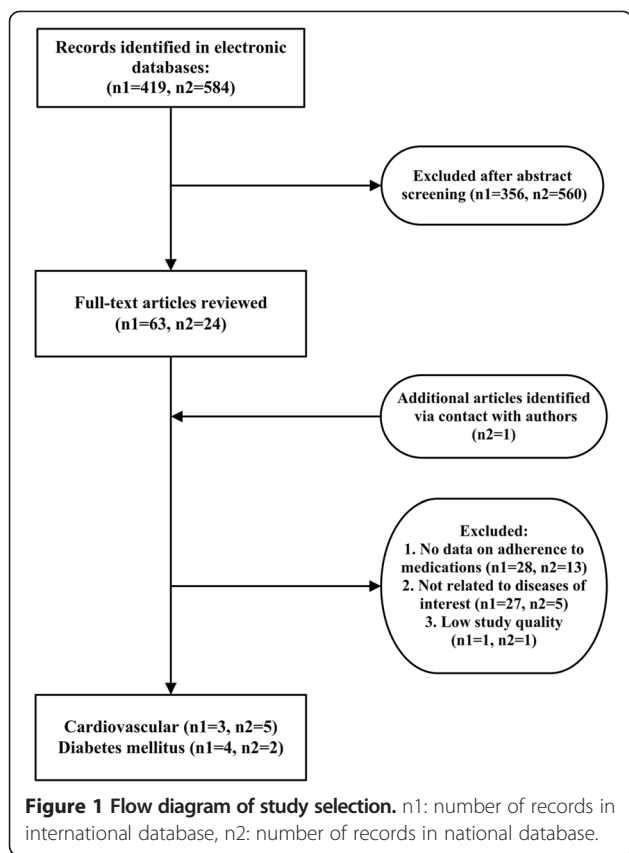 Records identified in electronic
databases:
(n1=419, n2=584)
Excluded after abstract
screening (n1=356, n2=560)
Full-text articles reviewed
(n1=63, n2=24)
Additional articles identified
via contact with authors
(n2=1)
Excluded:
1. No data on adherence to
medications (n1=28, n2=13)
2. Not related to diseases of
interest (n1=27, n2=5)
3. Low study quality
(n1=1, n2=1)
Cardiovascular (n1=3, n2=5)
Diabetes mellitus (n1=4, n2=2)
Figure 1 Flow diagram of study selection. n1: number of records in
international database, n2: number of records in national database.